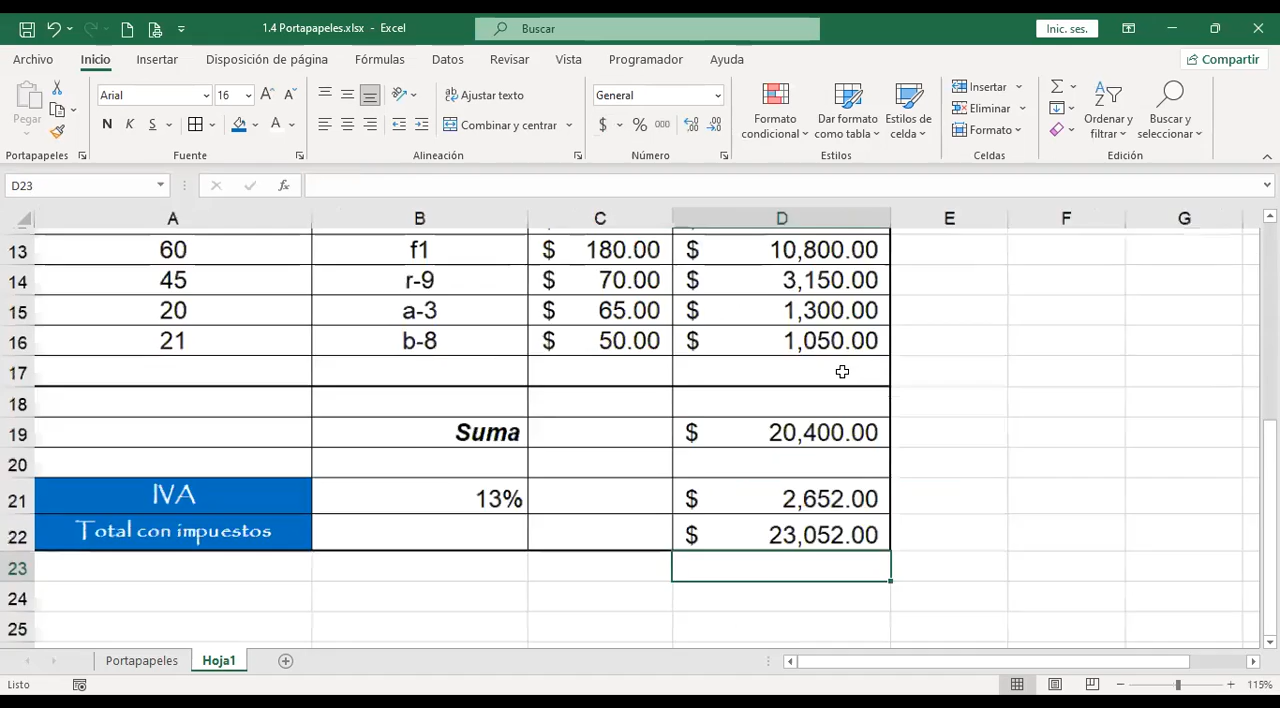 1.4 Portapapeles.xlsx - Excel
Buscar
Inic. ses.
Archivo Inicio Insertar Disposición de página Fórmulas Datos Revisar Vista Programador Ayuda
Compartir
Pegar
Arial 16
N K S
Ajustar texto
Combinar y centrar
General
$ % 000
Formato condicional
Dar formato como tabla
Estilos de celda
Insertar
Eliminar
Formato
Ordenar y filtrar
Buscar y seleccionar
Portapapeles Fuente Alineación Número Estilos Celdas Edición
D23
fx
A B C D E F G
13 60 f1 $ 180.00 $ 10,800.00
14 45 r-9 $ 70.00 $ 3,150.00
15 20 a-3 $ 65.00 $ 1,300.00
16 21 b-8 $ 50.00 $ 1,050.00
17
18
19 Suma $ 20,400.00
20
21 IVA 13% $ 2,652.00
22 Total con impuestos $ 23,052.00
23
24
25
Portapapeles Hoja1
Listo
115%